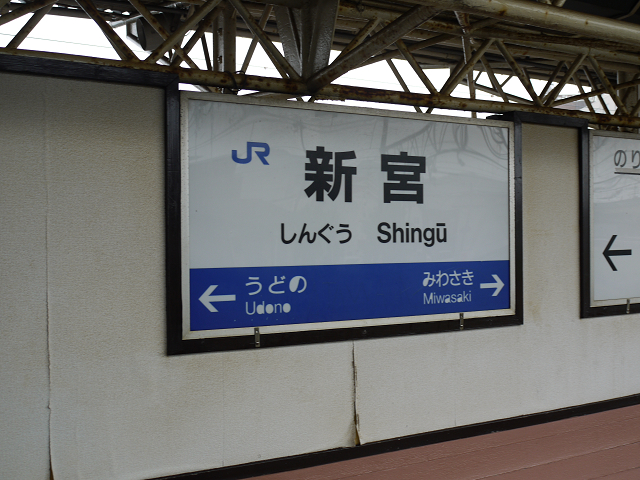 JR 新宮
しんぐう Shingū
← うどの みわさき →
Udono Miwasaki
のり
←